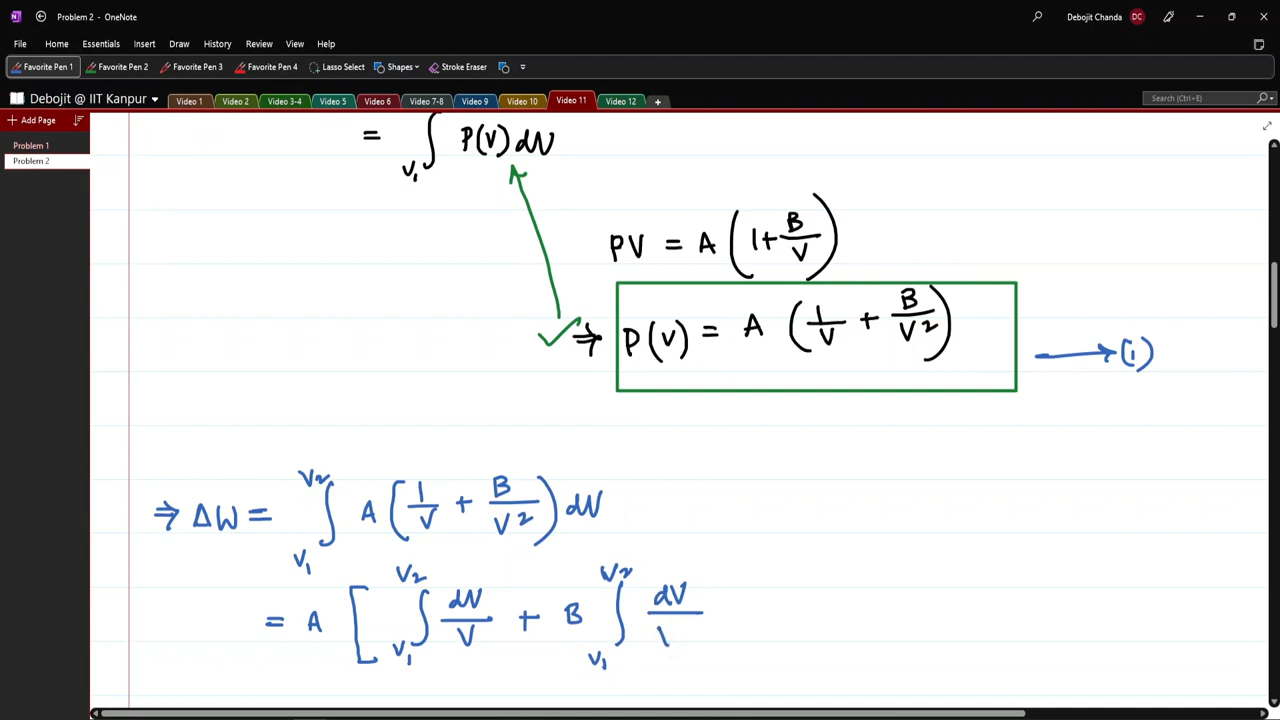 Problem 2 - OneNote
Debojit Chanda DC
File Home Essentials Insert Draw History Review View Help
Favorite Pen 1 Favorite Pen 2 Favorite Pen 3 Favorite Pen 4 Lasso Select Shapes Stroke Eraser
Debojit @ IIT Kanpur Video 1 Video 2 Video 3-4 Video 5 Video 6 Video 7-8 Video 9 Video 10 Video 11 Video 12 Search (Ctrl+E)
Add Page
Problem 1
Problem 2
= ∫_{V₁} P(V) dV
PV = A (1 + B/V)
⇒ P(V) = A (1/V + B/V²) → (1)
⇒ ΔW = ∫_{V₁}^{V₂} A (1/V + B/V²) dV
= A [ ∫_{V₁}^{V₂} dV/V + B ∫_{V₁}^{V₂} dV/